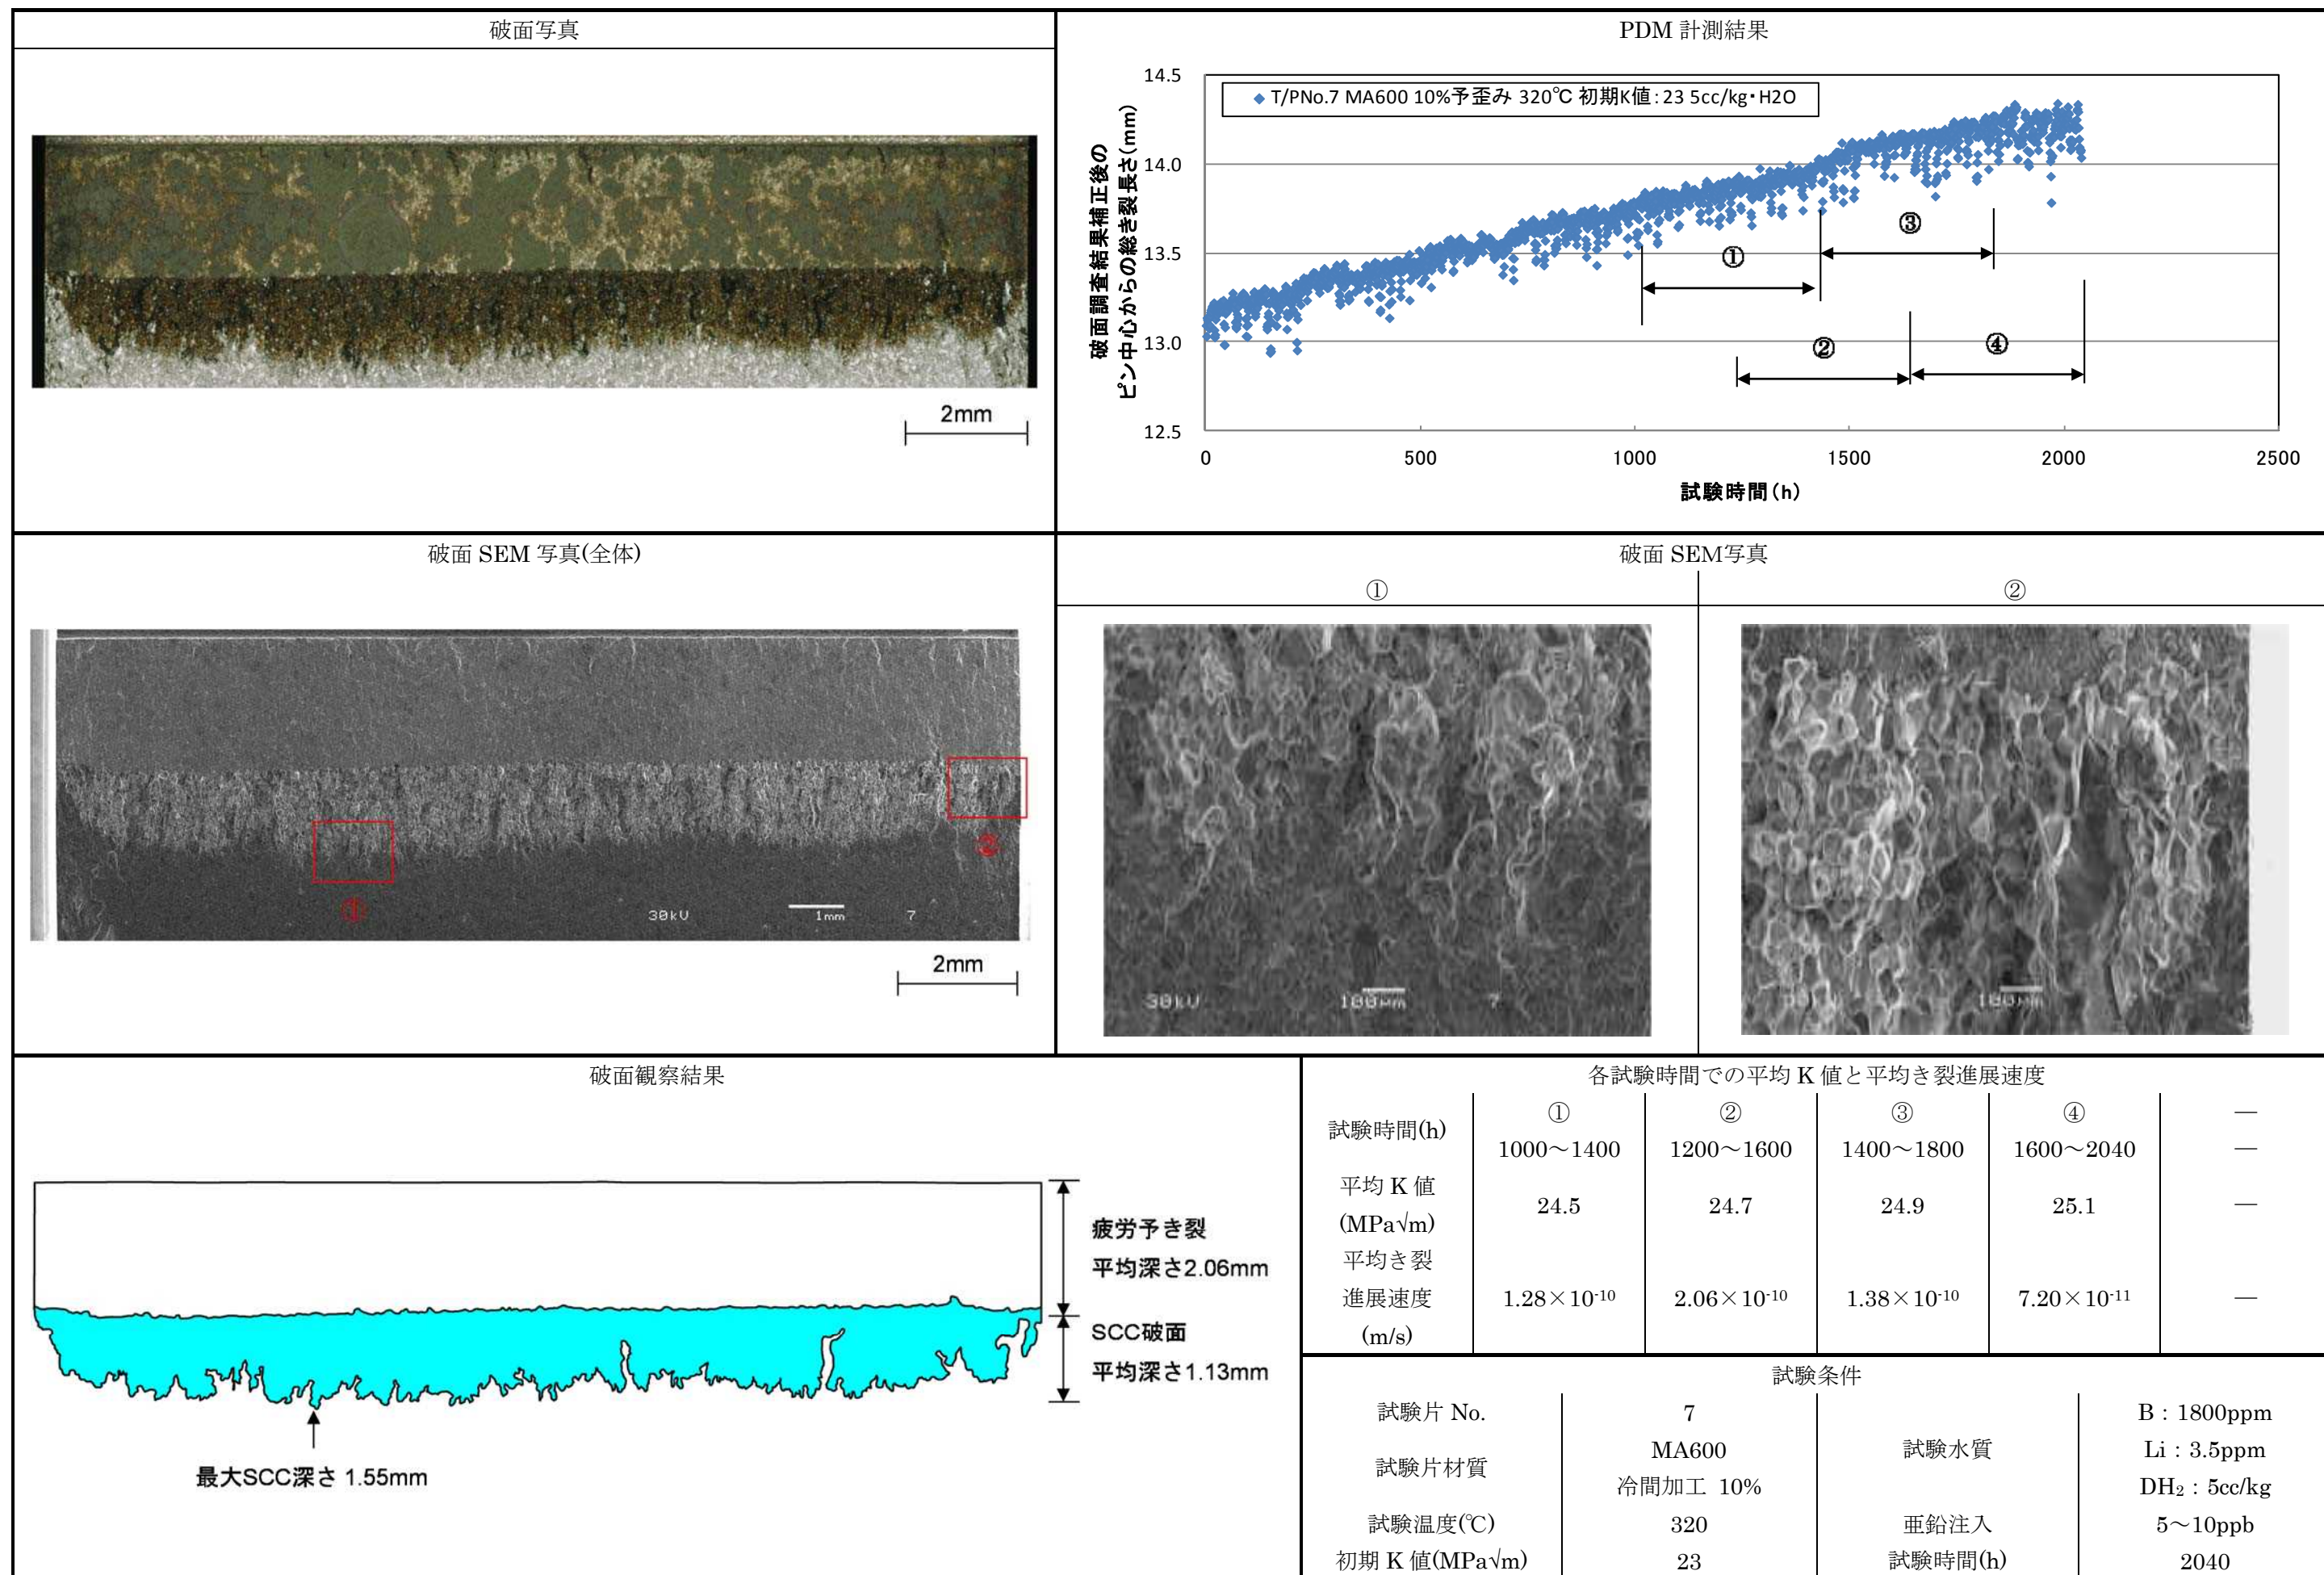 破面写真
2mm
PDM 計測結果
破面調査結果補正後の
ピン中心からの総き裂長さ(mm)
14.5
14.0
13.5
13.0
12.5
T/PNo.7 MA600 10%予歪み 320℃ 初期K値:23 5cc/kg・H2O
①
②
③
④
0
500
1000
1500
2000
2500
試験時間(h)
破面 SEM 写真(全体)
①
②
30kU
1mm
7
2mm
破面 SEM写真
①
②
30kU
100μm
7
100μm
破面観察結果
疲労予き裂
平均深さ2.06mm
SCC破面
平均深さ1.13mm
最大SCC深さ 1.55mm
各試験時間での平均 K 値と平均き裂進展速度
試験時間(h)
① ② ③ ④ ―
1000～1400 1200～1600 1400～1800 1600～2040 ―
平均 K 値
(MPa√m)
24.5 24.7 24.9 25.1 ―
平均き裂
進展速度
(m/s)
1.28×10-10 2.06×10-10 1.38×10-10 7.20×10-11 ―
試験条件
試験片 No. 7
試験片材質
MA600
冷間加工 10%
試験水質
B：1800ppm
Li：3.5ppm
DH2：5cc/kg
試験温度(℃) 320 亜鉛注入 5～10ppb
初期 K 値(MPa√m) 23 試験時間(h) 2040